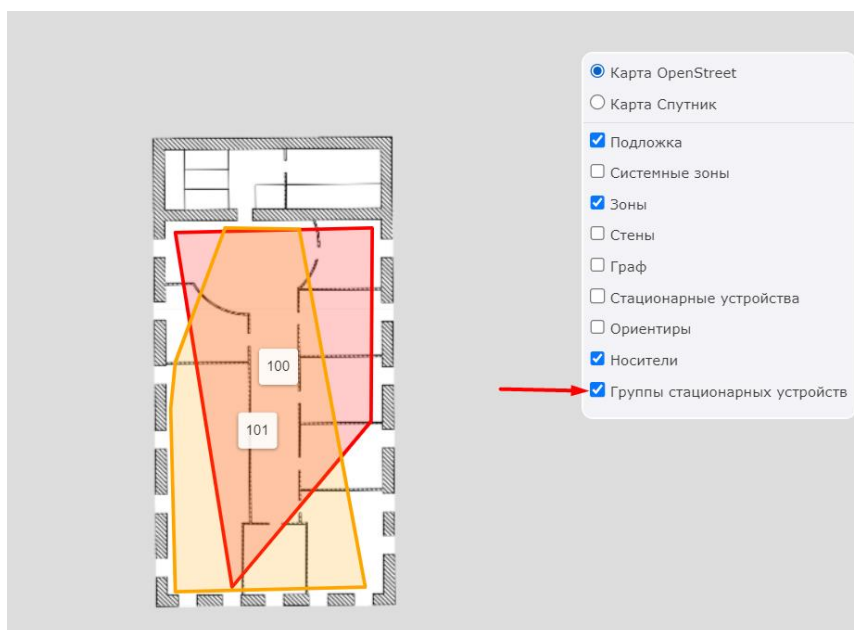 Карта OpenStreet
Карта Спутник
Подложка
Системные зоны
Зоны
Стены
Граф
Стационарные устройства
Ориентиры
Носители
Группы стационарных устройств
100
101